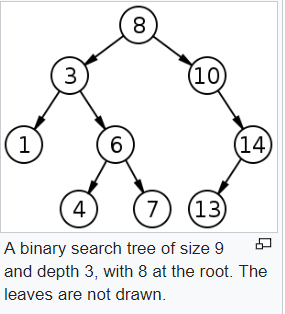 8
3 10
1 6 14
4 7 13
A binary search tree of size 9
and depth 3, with 8 at the root. The
leaves are not drawn.